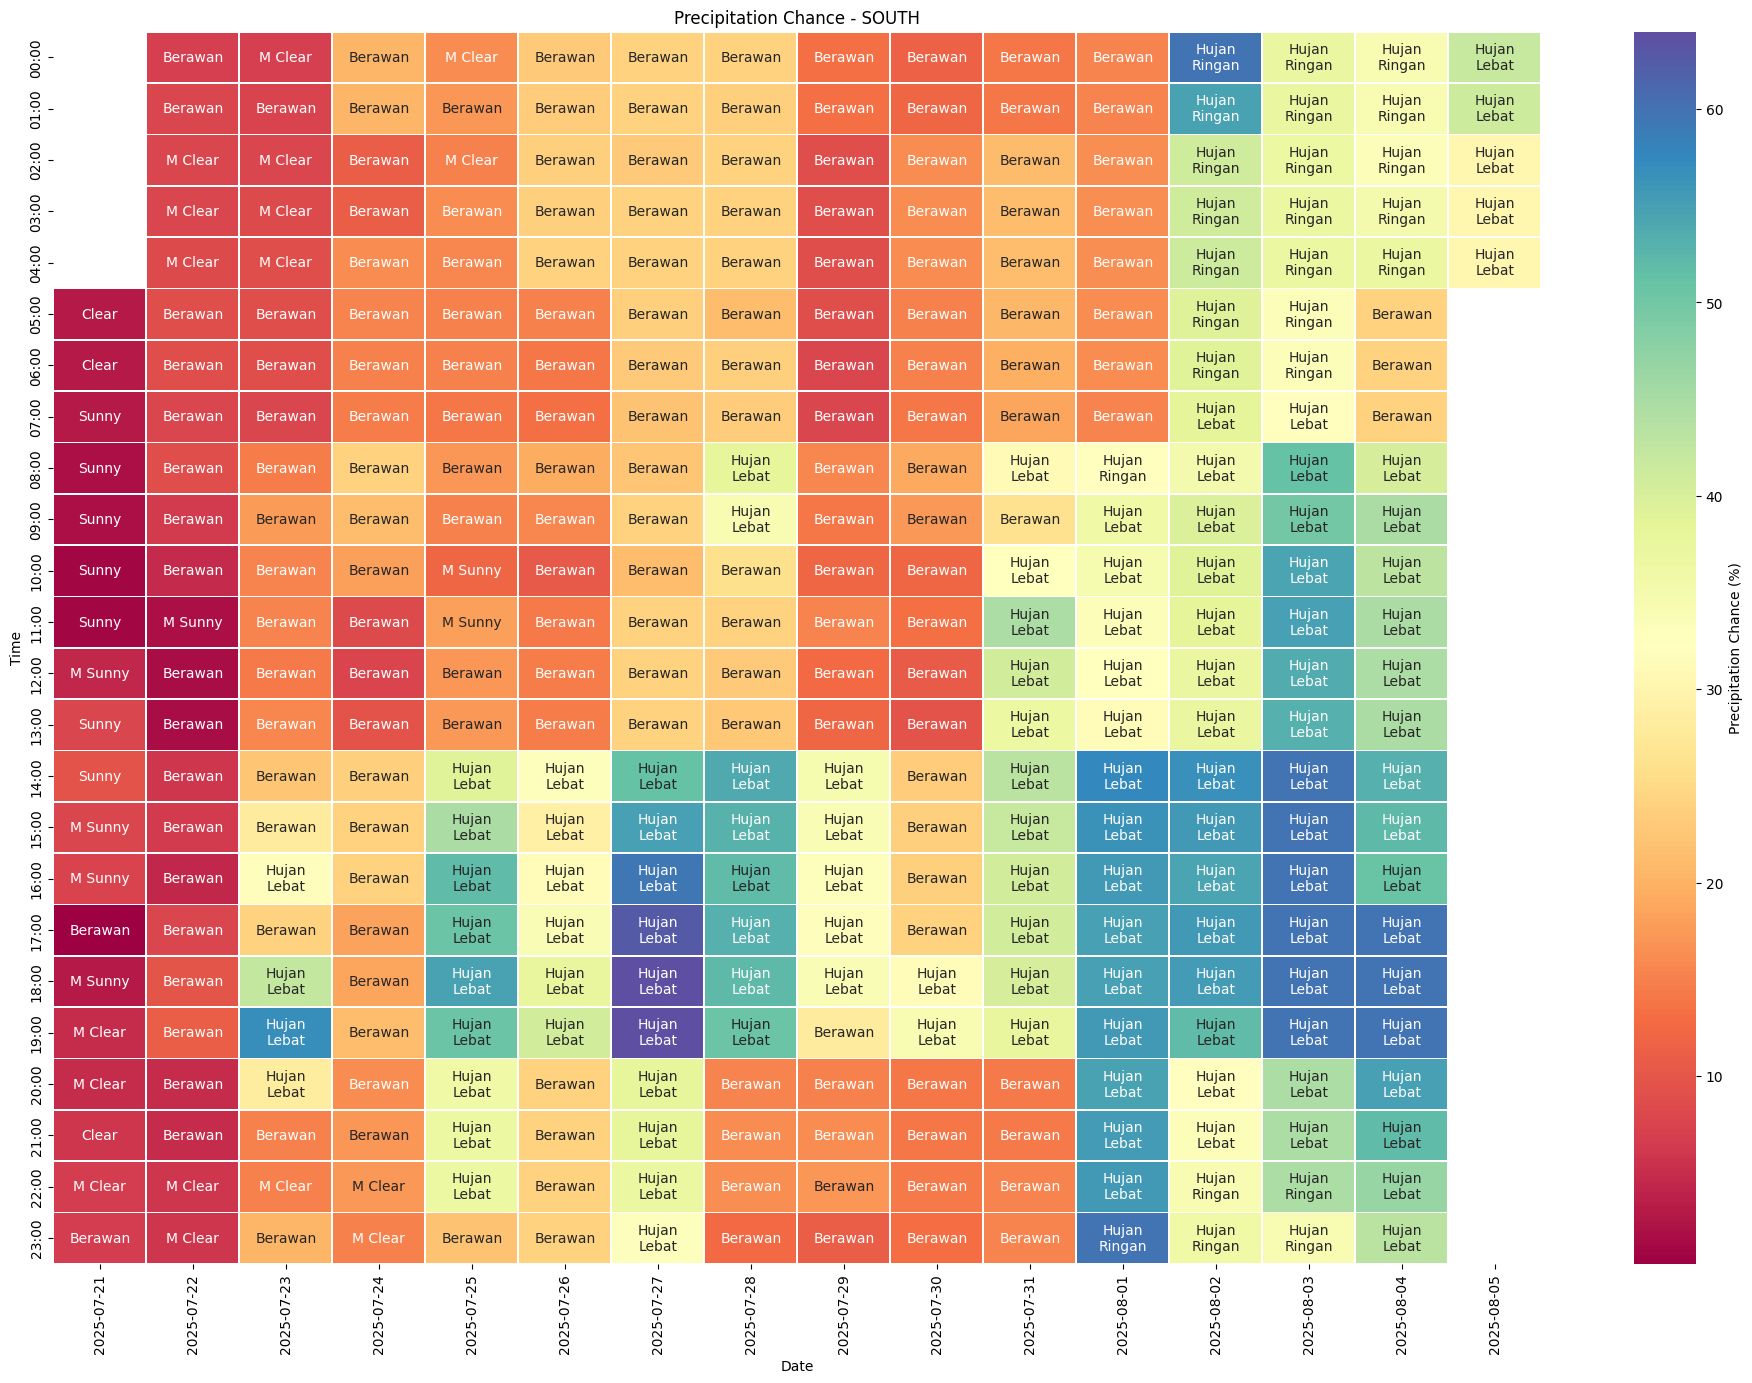 Precipitation Chance - SOUTH
00:00 Berawan M Clear Berawan M Clear Berawan Berawan Berawan Berawan Berawan Berawan Berawan Hujan Hujan Hujan Hujan
Ringan Ringan Ringan Lebat
01:00 Berawan Berawan Berawan Berawan Berawan Berawan Berawan Berawan Berawan Berawan Berawan Hujan Hujan Hujan Hujan
Ringan Ringan Ringan Lebat
02:00 M Clear M Clear Berawan M Clear Berawan Berawan Berawan Berawan Berawan Berawan Berawan Hujan Hujan Hujan Hujan
Ringan Ringan Ringan Lebat
03:00 M Clear M Clear Berawan Berawan Berawan Berawan Berawan Berawan Berawan Berawan Berawan Hujan Hujan Hujan Hujan
Ringan Ringan Ringan Lebat
04:00 M Clear M Clear Berawan Berawan Berawan Berawan Berawan Berawan Berawan Berawan Berawan Hujan Hujan Hujan Hujan
Ringan Ringan Ringan Lebat
05:00 Clear Berawan Berawan Berawan Berawan Berawan Berawan Berawan Berawan Berawan Berawan Berawan Hujan Hujan Berawan
Ringan Ringan
06:00 Clear Berawan Berawan Berawan Berawan Berawan Berawan Berawan Berawan Berawan Berawan Berawan Hujan Hujan Berawan
Ringan Ringan
07:00 Sunny Berawan Berawan Berawan Berawan Berawan Berawan Berawan Berawan Berawan Berawan Berawan Hujan Hujan Berawan
Lebat Lebat
08:00 Sunny Berawan Berawan Berawan Berawan Berawan Berawan Hujan Berawan Berawan Hujan Hujan Hujan Hujan Hujan
Lebat Lebat Ringan Lebat Lebat Lebat
09:00 Sunny Berawan Berawan Berawan Berawan Berawan Berawan Hujan Berawan Berawan Berawan Hujan Hujan Hujan Hujan
Lebat Lebat Lebat Lebat Lebat
10:00 Sunny Berawan Berawan Berawan M Sunny Berawan Berawan Berawan Berawan Berawan Hujan Hujan Hujan Hujan Hujan
Lebat Lebat Lebat Lebat Lebat
11:00 Sunny M Sunny Berawan Berawan M Sunny Berawan Berawan Berawan Berawan Berawan Hujan Hujan Hujan Hujan Hujan
Lebat Lebat Lebat Lebat Lebat
12:00 M Sunny Berawan Berawan Berawan Berawan Berawan Berawan Berawan Berawan Berawan Hujan Hujan Hujan Hujan Hujan
Lebat Lebat Lebat Lebat Lebat
13:00 Sunny Berawan Berawan Berawan Berawan Berawan Berawan Berawan Berawan Berawan Hujan Hujan Hujan Hujan Hujan
Lebat Lebat Lebat Lebat Lebat
14:00 Sunny Berawan Berawan Berawan Hujan Hujan Hujan Hujan Hujan Berawan Hujan Hujan Hujan Hujan Hujan
Lebat Lebat Lebat Lebat Lebat Lebat Lebat Lebat Lebat Lebat
15:00 M Sunny Berawan Berawan Berawan Hujan Hujan Hujan Hujan Hujan Berawan Hujan Hujan Hujan Hujan Hujan
Lebat Lebat Lebat Lebat Lebat Lebat Lebat Lebat Lebat Lebat
16:00 M Sunny Berawan Hujan Berawan Hujan Hujan Hujan Hujan Hujan Berawan Hujan Hujan Hujan Hujan Hujan
Lebat Lebat Lebat Lebat Lebat Lebat Lebat Lebat Lebat Lebat Lebat
17:00 Berawan Berawan Berawan Berawan Hujan Hujan Hujan Hujan Hujan Berawan Hujan Hujan Hujan Hujan Hujan
Lebat Lebat Lebat Lebat Lebat Lebat Lebat Lebat Lebat Lebat
18:00 M Sunny Berawan Hujan Berawan Hujan Hujan Hujan Hujan Hujan Hujan Hujan Hujan Hujan Hujan Hujan
Lebat Lebat Lebat Lebat Lebat Lebat Lebat Lebat Lebat Lebat Lebat Lebat
19:00 M Clear Berawan Hujan Berawan Hujan Hujan Hujan Hujan Berawan Hujan Hujan Hujan Hujan Hujan Hujan
Lebat Lebat Lebat Lebat Lebat Lebat Lebat Lebat Lebat Lebat Lebat
20:00 M Clear Berawan Hujan Berawan Hujan Berawan Hujan Berawan Berawan Berawan Berawan Hujan Hujan Hujan Hujan
Lebat Lebat Lebat Lebat Lebat Lebat Lebat
21:00 Clear Berawan Berawan Berawan Hujan Berawan Hujan Berawan Berawan Berawan Berawan Hujan Hujan Hujan Hujan
Lebat Lebat Lebat Lebat Lebat Lebat
22:00 M Clear M Clear M Clear M Clear Hujan Berawan Hujan Berawan Berawan Berawan Berawan Hujan Hujan Hujan Hujan
Lebat Lebat Lebat Ringan Ringan Lebat
23:00 Berawan M Clear Berawan M Clear Berawan Berawan Hujan Berawan Berawan Berawan Berawan Hujan Hujan Hujan Hujan
Lebat Ringan Ringan Ringan Lebat
2025-07-21 2025-07-22 2025-07-23 2025-07-24 2025-07-25 2025-07-26 2025-07-27 2025-07-28 2025-07-29 2025-07-30 2025-07-31 2025-08-01 2025-08-02 2025-08-03 2025-08-04 2025-08-05
Date
Time
60
50
40
30
20
10
Precipitation Chance (%)